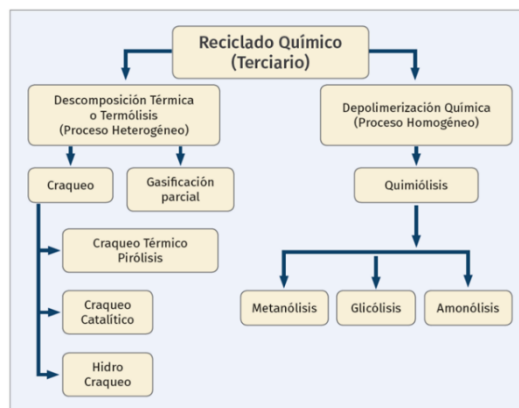 Reciclado Químico
(Terciario)
Descomposición Térmica
o Termólisis
(Proceso Heterogéneo)
Depolimerización Química
(Proceso Homogéneo)
Craqueo
Gasificación
parcial
Quimiólisis
Craqueo Térmico
Pirólisis
Craqueo
Catalítico
Hidro
Craqueo
Metanólisis
Glicólisis
Amonólisis